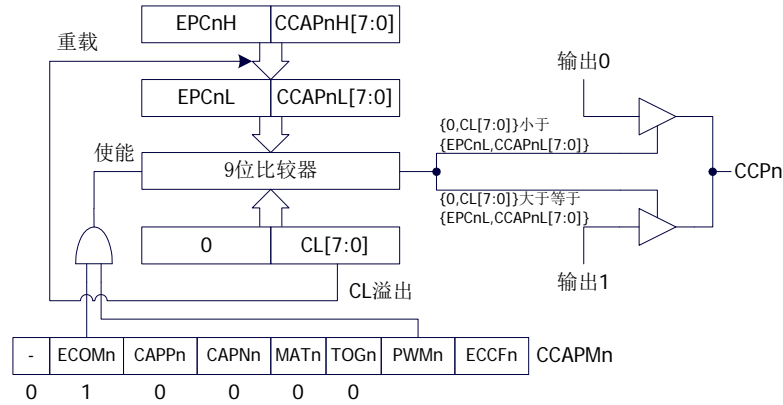 EPCnH CCAPnH[7:0]
重载
输出0
EPCnL CCAPnL[7:0]
{0,CL[7:0]}小于
{EPCnL,CCAPnL[7:0]}
使能
9位比较器
CCPn
{0,CL[7:0]}大于等于
{EPCnL,CCAPnL[7:0]}
0 CL[7:0]
输出1
CL溢出
- ECOMn CAPPn CAPNn MATn TOGn PWMn ECCFn CCAPMn
0 1 0 0 0 0